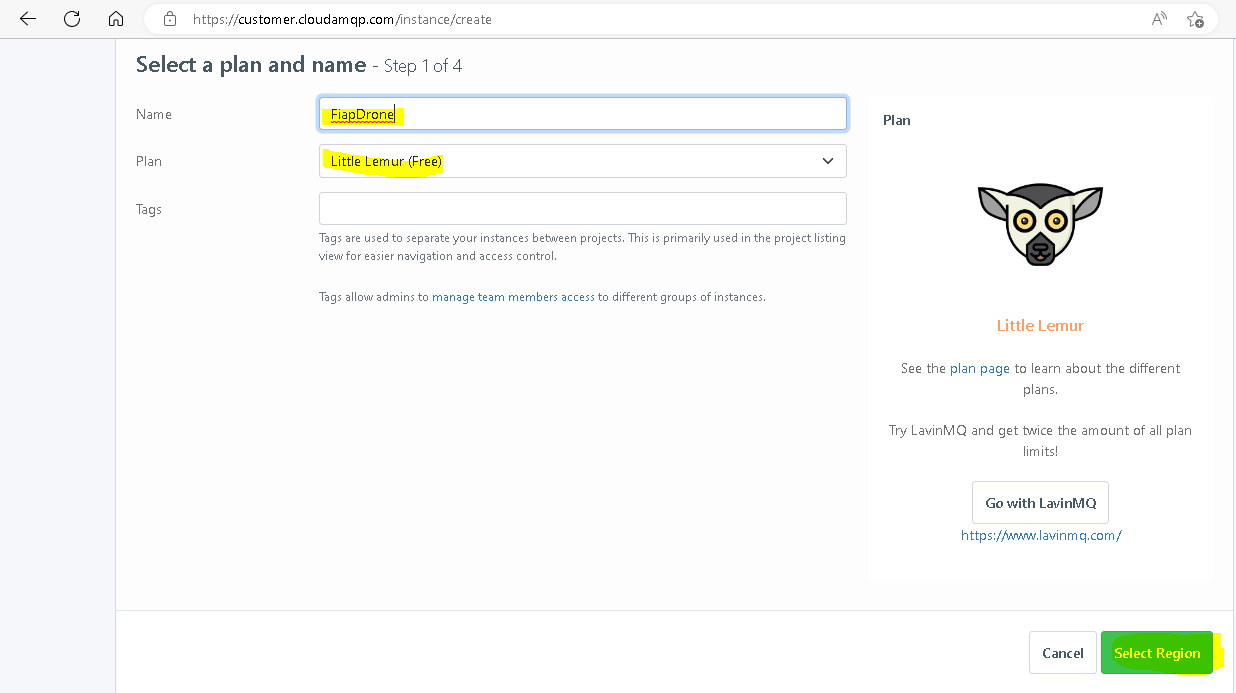 https://customer.cloudamqp.com/instance/create
Select a plan and name - Step 1 of 4
Name
FiapDrone
Plan
Little Lemur (Free)
Tags
Tags are used to separate your instances between projects. This is primarily used in the project listing
view for easier navigation and access control.
Tags allow admins to manage team members access to different groups of instances.
Plan
Little Lemur
See the plan page to learn about the different
plans.
Try LavinMQ and get twice the amount of all plan
limits!
Go with LavinMQ
https://www.lavinmq.com/
Cancel
Select Region